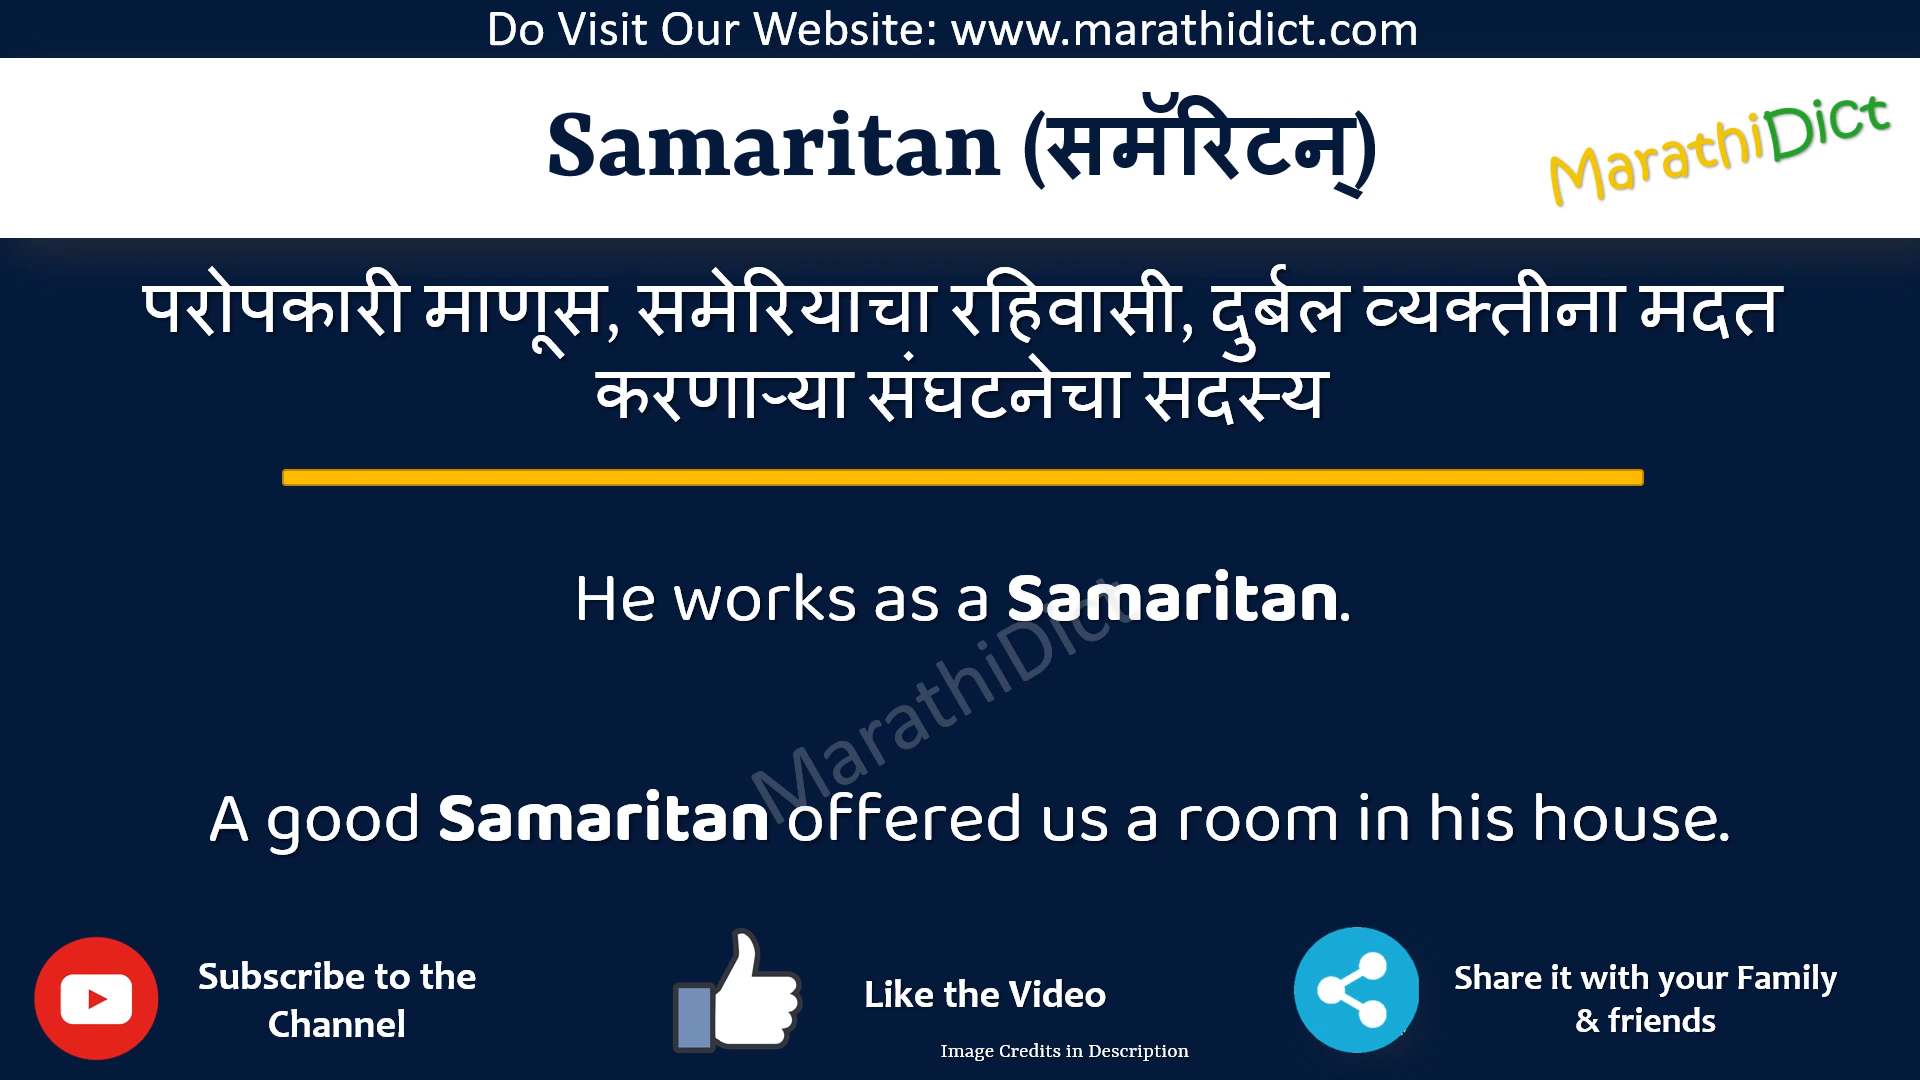 Do Visit Our Website: www.marathidict.com
Samaritan (समॅरिटन्)
MarathiDict
परोपकारी माणूस, समेरियाचा रहिवासी, दुर्बल व्यक्तीना मदत
करणाऱ्या संघटनेचा सदस्य
He works as a Samaritan.
MarathiDict
A good Samaritan offered us a room in his house.
Subscribe to the
Channel
Like the Video
Share it with your Family
& friends
Image Credits in Description